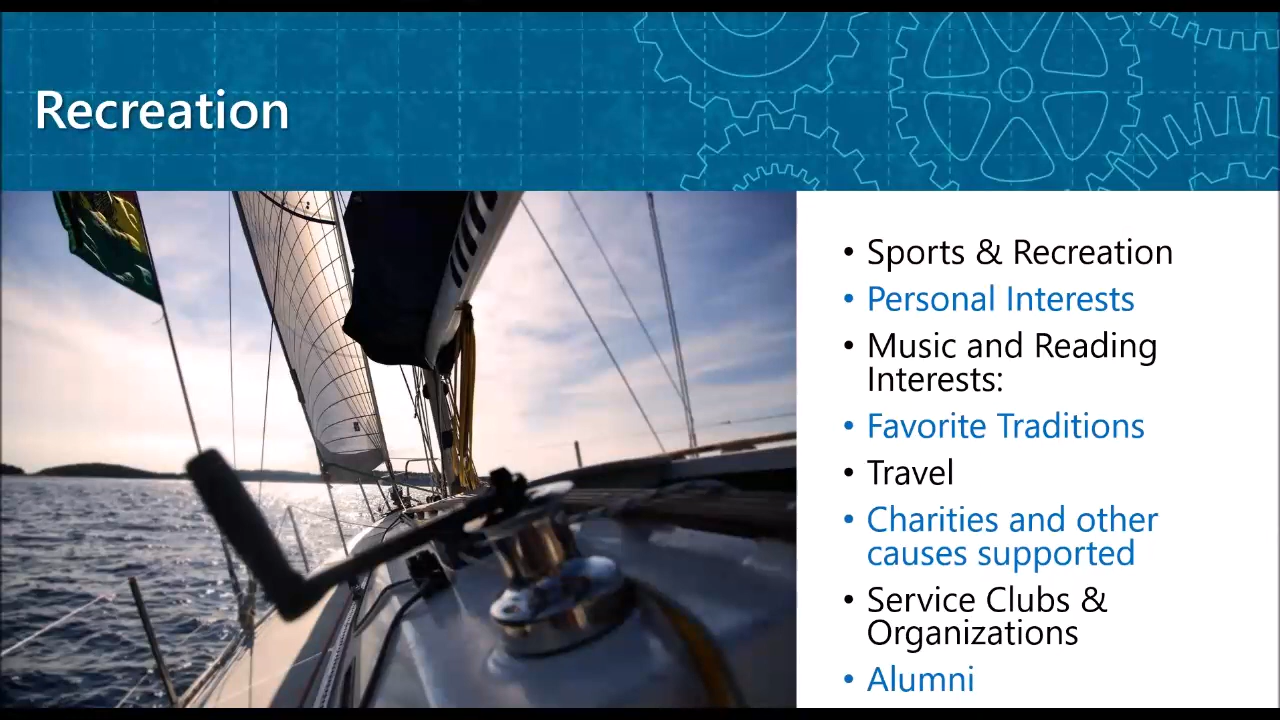 Recreation
• Sports & Recreation
• Personal Interests
• Music and Reading
Interests:
• Favorite Traditions
• Travel
• Charities and other
causes supported
• Service Clubs &
Organizations
• Alumni